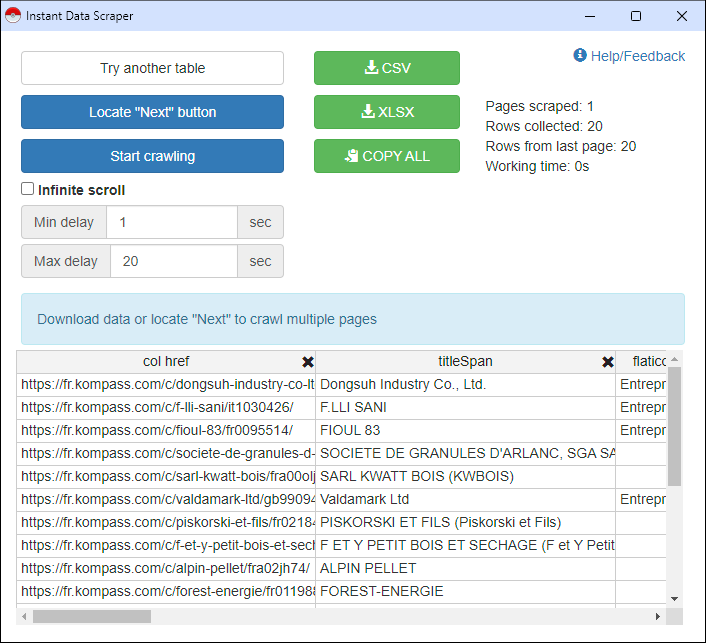 Instant Data Scraper
Try another table
CSV
Help/Feedback
Locate "Next" button
XLSX
Start crawling
COPY ALL
Pages scraped: 1
Rows collected: 20
Rows from last page: 20
Working time: 0s
Infinite scroll
Min delay 1 sec
Max delay 20 sec
Download data or locate "Next" to crawl multiple pages
col href titleSpan flatico
https://fr.kompass.com/c/dongsuh-industry-co-lt Dongsuh Industry Co., Ltd. Entrepr
https://fr.kompass.com/c/f-lli-sani/it1030426/ F.LLI SANI Entrepr
https://fr.kompass.com/c/fioul-83/fr0095514/ FIOUL 83 Entrepr
https://fr.kompass.com/c/societe-de-granules-d- SOCIETE DE GRANULES D'ARLANC, SGA SA
https://fr.kompass.com/c/sarl-kwatt-bois/fra00olj SARL KWATT BOIS (KWBOIS)
https://fr.kompass.com/c/valdamark-ltd/gb99094 Valdamark Ltd Entrepr
https://fr.kompass.com/c/piskorski-et-fils/fr02184 PISKORSKI ET FILS (Piskorski et Fils)
https://fr.kompass.com/c/f-et-y-petit-bois-et-sech F ET Y PETIT BOIS ET SECHAGE (F et Y Petit
https://fr.kompass.com/c/alpin-pellet/fra02jh74/ ALPIN PELLET
https://fr.kompass.com/c/forest-energie/fr011988 FOREST-ENERGIE